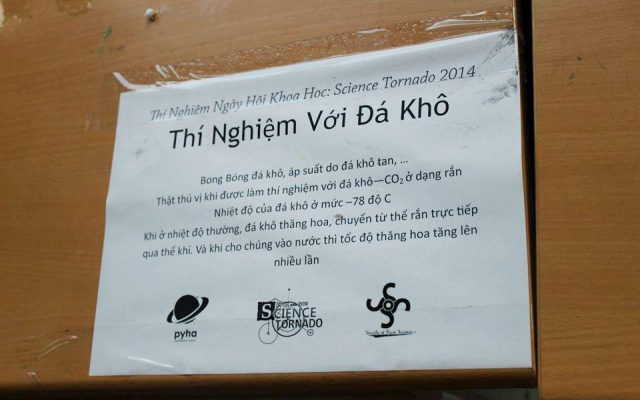 Thí Nghiệm Ngày Hội Khoa Học: Science Tornado 2014
Thí Nghiệm Với Đá Khô
Bong Bóng đá khô, áp suất do đá khô tan, ...
Thật thú vị khi được làm thí nghiệm với đá khô—CO₂ ở dạng rắn
Nhiệt độ của đá khô ở mức –78 độ C
Khi ở nhiệt độ thường, đá khô thăng hoa, chuyển từ thể rắn trực tiếp
qua thể khí. Và khi cho chúng vào nước thì tốc độ thăng hoa tăng lên
nhiều lần
pyha
SCIENCE
TORNADO